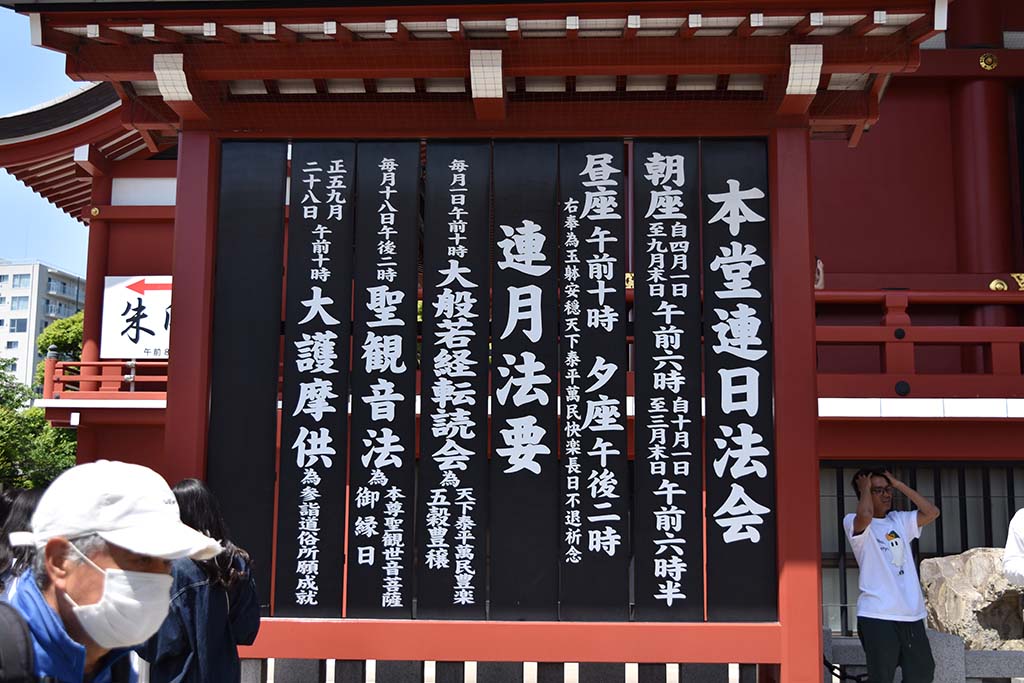 本堂連日法会
朝座 自四月一日至九月末日 午前六時 自十月一日至三月末日 午前六時半
昼座 午前十時 夕座 午後二時
右奉為玉躰安穏天下泰平萬民快楽長日不退祈念
連月法要
毎月一日午前十時 大般若経転読会 為 天下泰平萬民豊楽五穀豊穣
毎月十八日午後二時 聖観音法 為 本尊聖観世音菩薩御縁日
正五九月二十八日 午前十時 大護摩供 為参詣道俗所願成就
朱
午前8